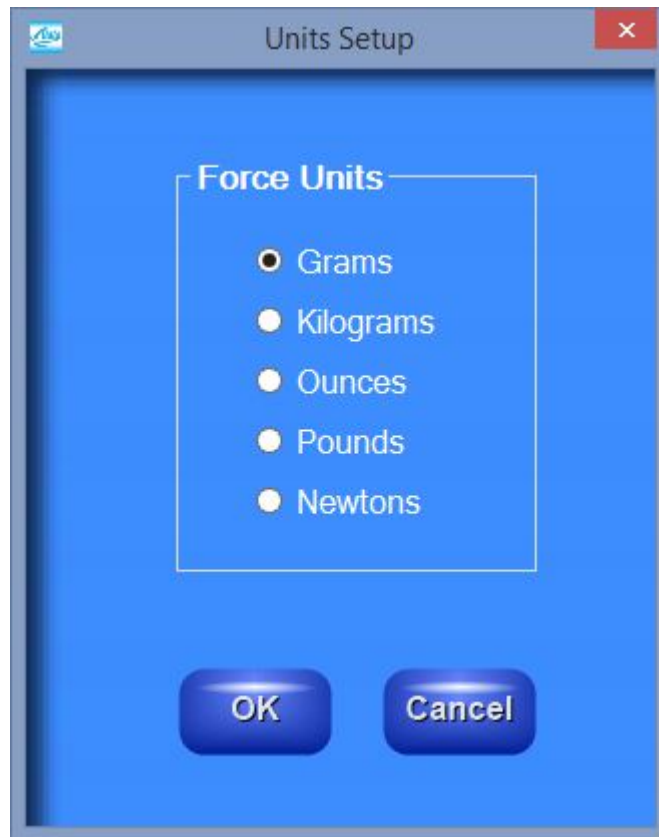 Units Setup
Force Units
Grams
Kilograms
Ounces
Pounds
Newtons
OK Cancel